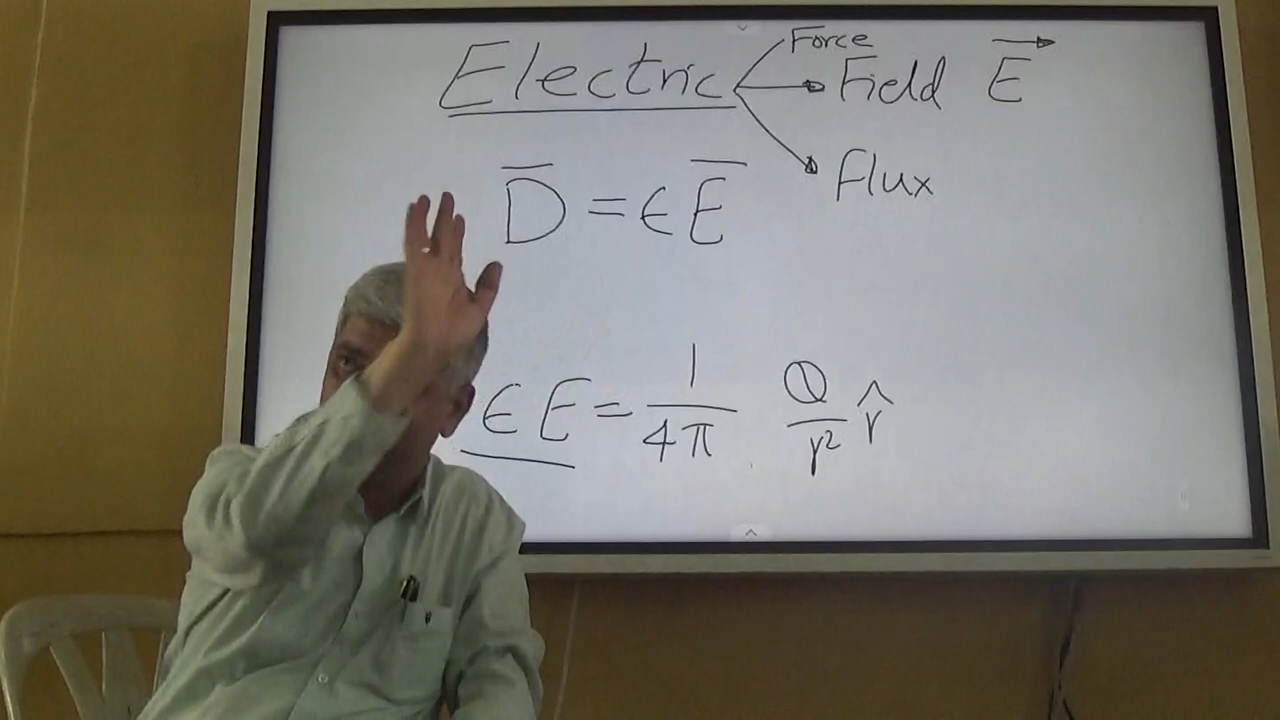 Electric Force
Field E⃗
Flux
D̅ = ϵE̅
ϵE = 1/4π Q/r² r̂